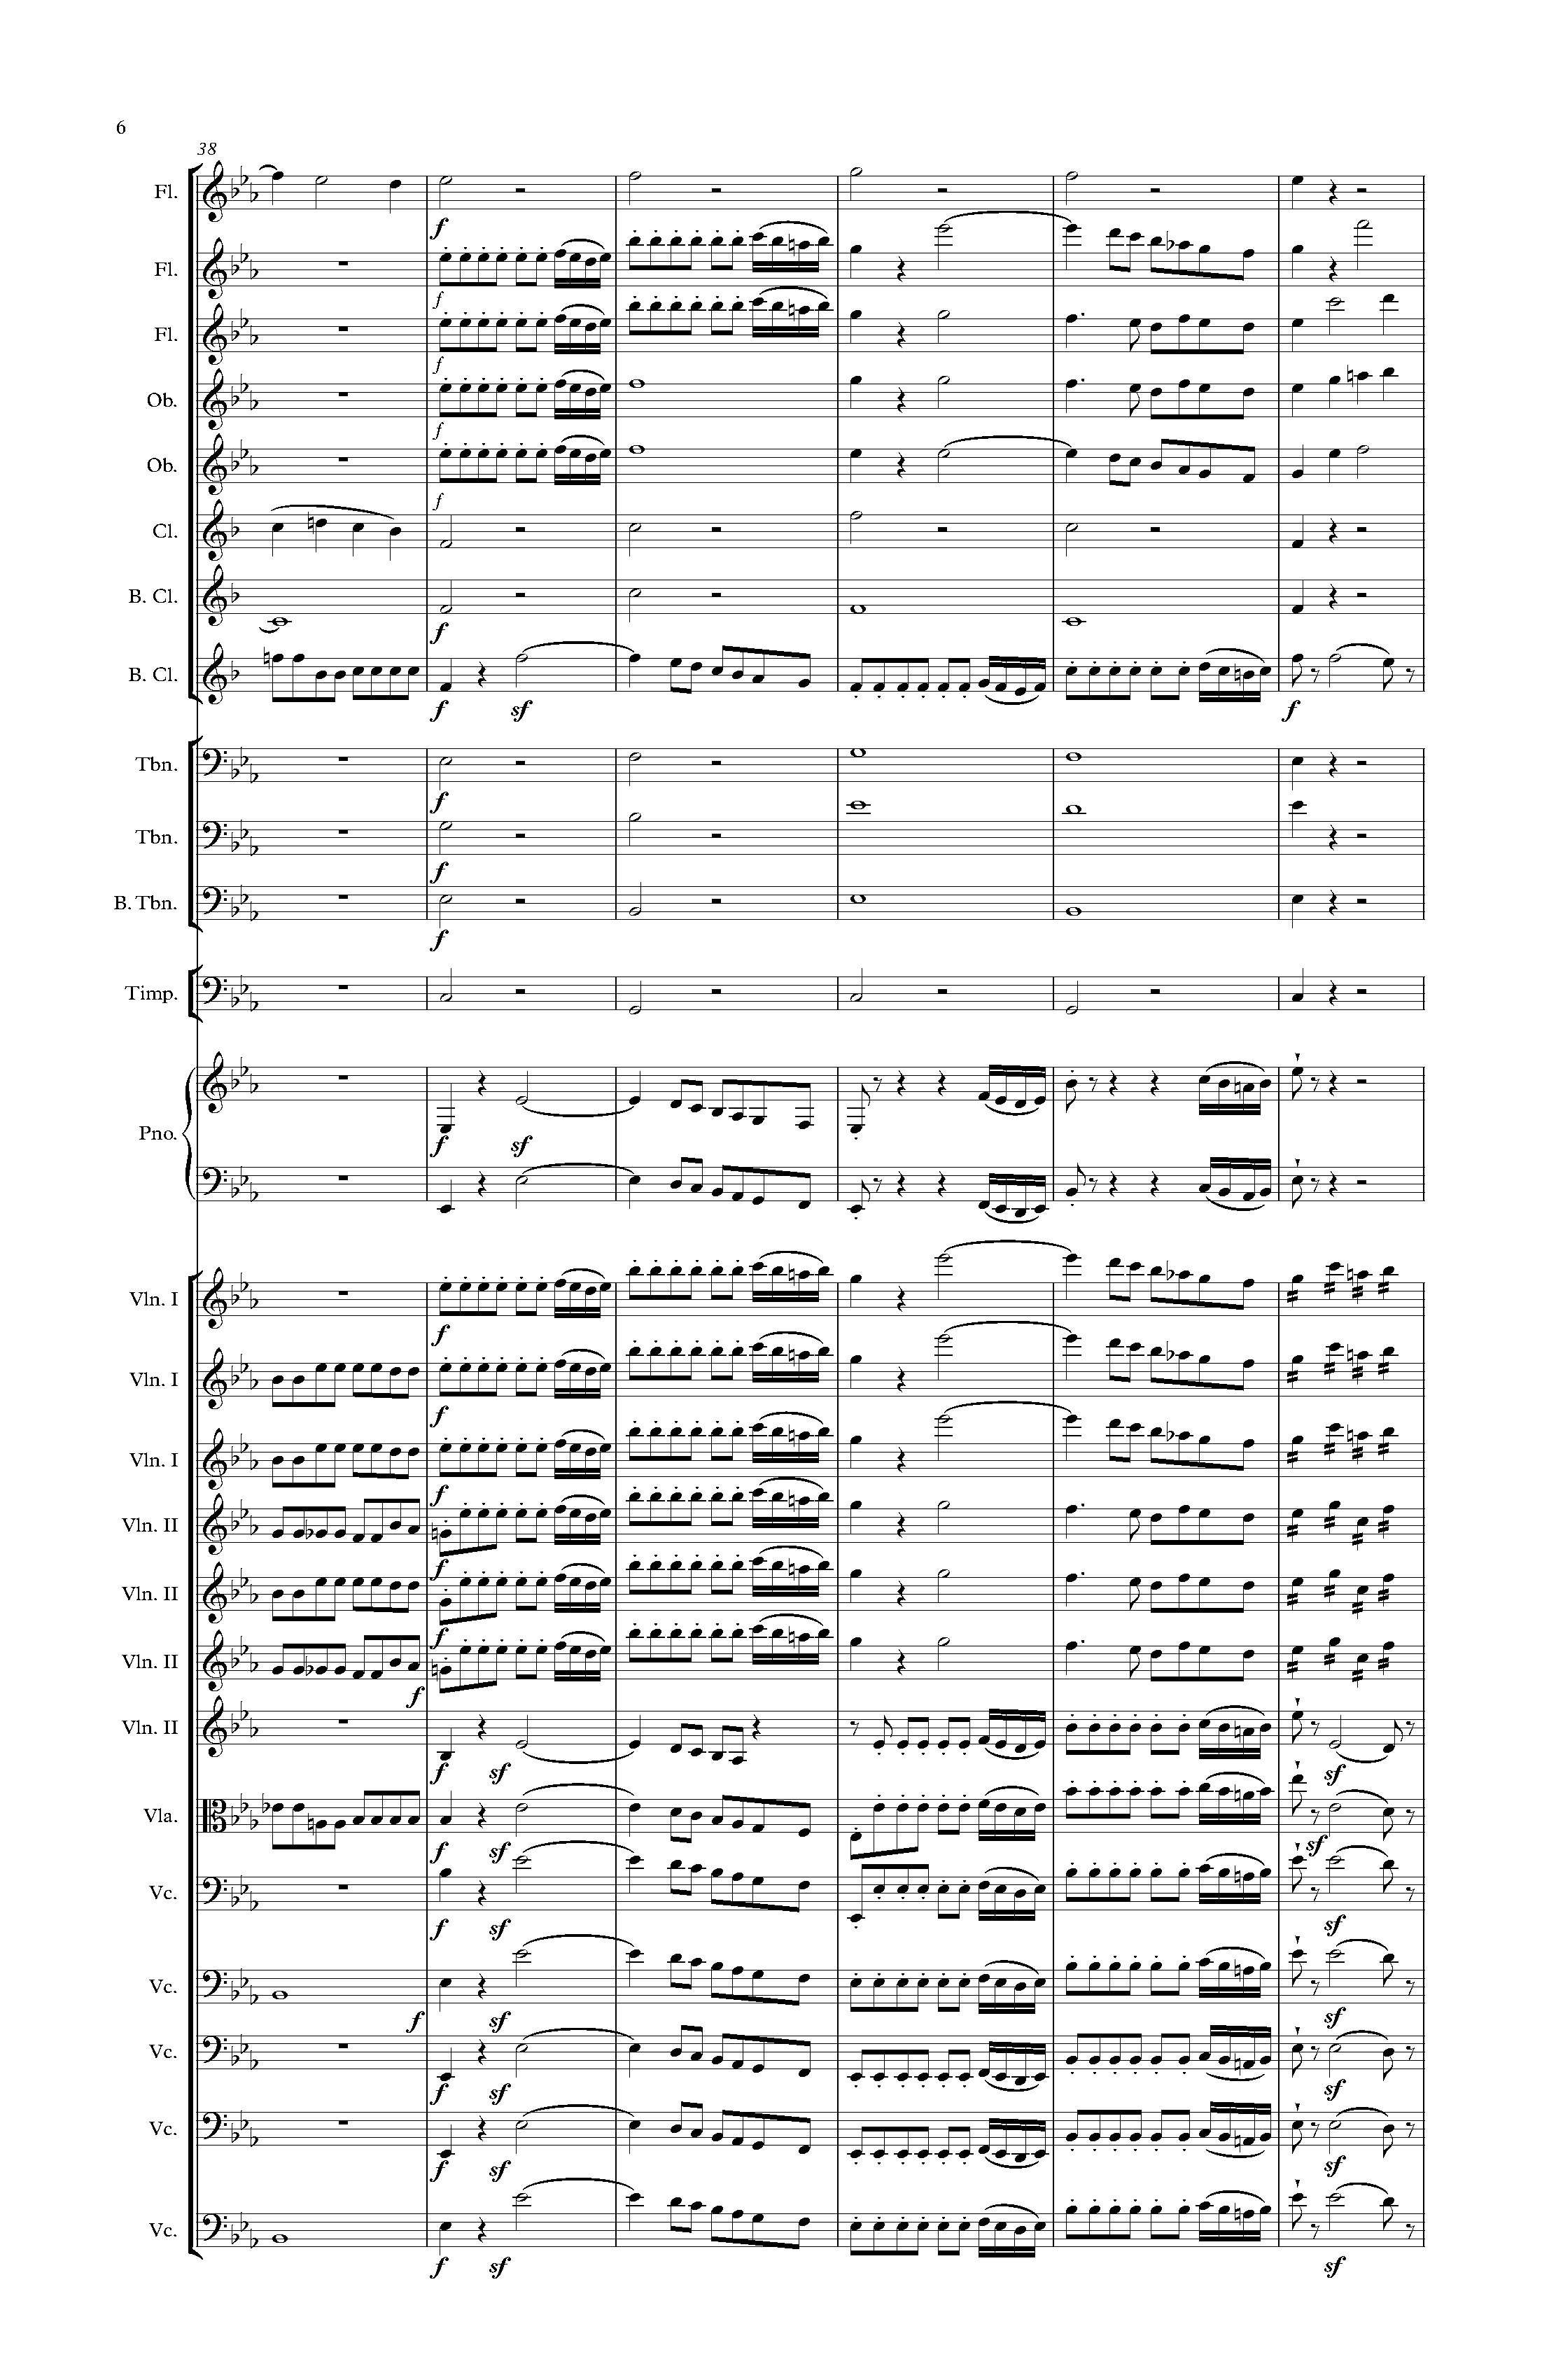 6
38
Fl.
f
Fl.
f
Fl.
f
Ob.
f
Ob.
f
Cl.
B. Cl.
f
B. Cl.
f sf f
Tbn.
f
Tbn.
f
B. Tbn.
f
Timp.
Pno.
f sf
Vln. I
f
Vln. I
f
Vln. I
f
Vln. II
f
Vln. II
f
Vln. II
f
Vln. II
f sf sf
Vla.
f sf sf
Vc.
f sf sf
Vc.
f sf sf
Vc.
f sf sf
Vc.
f sf sf
Vc.
f sf sf